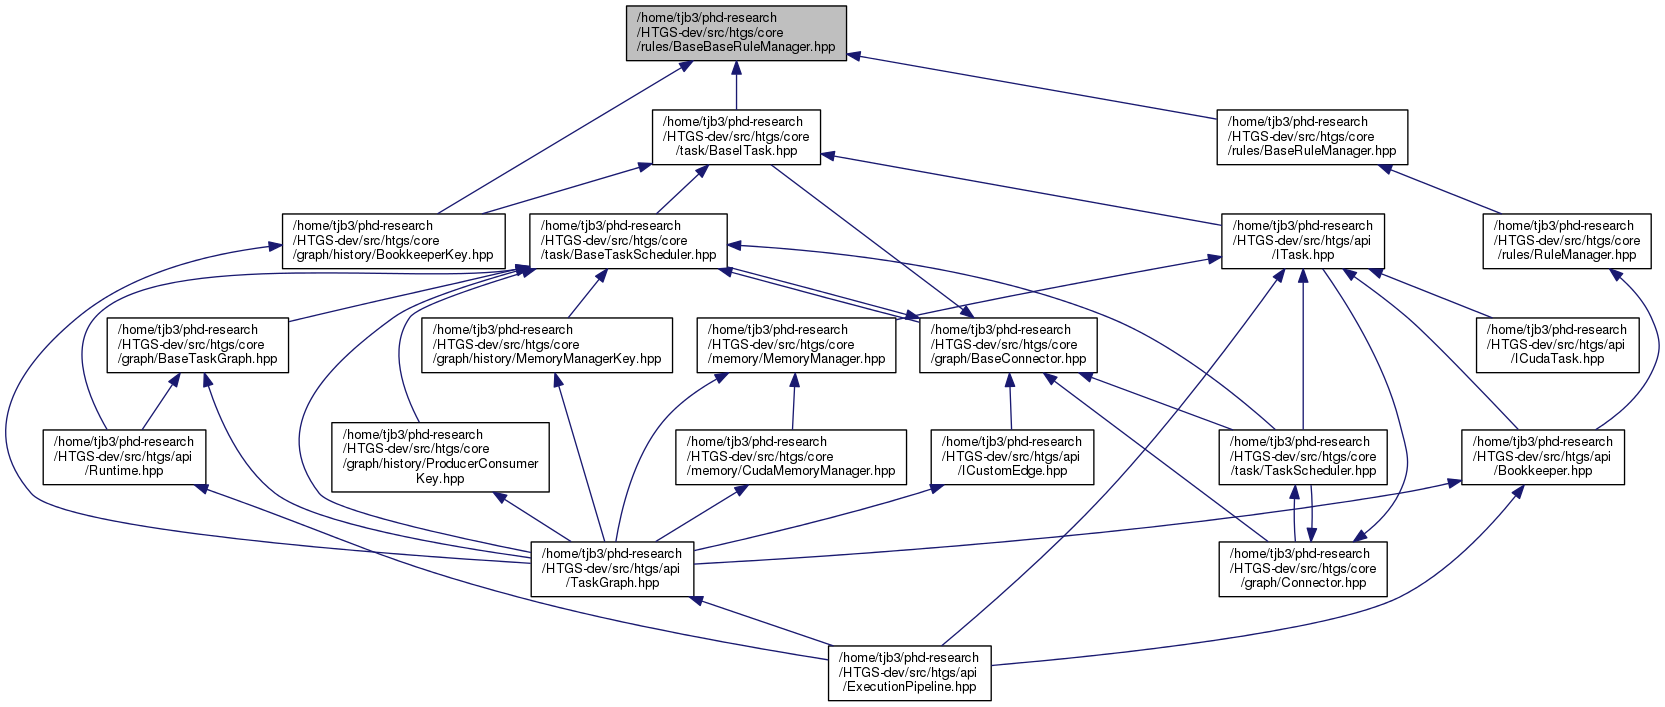 /home/tjb3/phd-research
/HTGS-dev/src/htgs/core
/rules/BaseBaseRuleManager.hpp
/home/tjb3/phd-research
/HTGS-dev/src/htgs/core
/task/BaseITask.hpp
/home/tjb3/phd-research
/HTGS-dev/src/htgs/core
/rules/BaseRuleManager.hpp
/home/tjb3/phd-research
/HTGS-dev/src/htgs/core
/graph/history/BookkeeperKey.hpp
/home/tjb3/phd-research
/HTGS-dev/src/htgs/core
/task/BaseTaskScheduler.hpp
/home/tjb3/phd-research
/HTGS-dev/src/htgs/api
/ITask.hpp
/home/tjb3/phd-research
/HTGS-dev/src/htgs/core
/rules/RuleManager.hpp
/home/tjb3/phd-research
/HTGS-dev/src/htgs/core
/graph/BaseTaskGraph.hpp
/home/tjb3/phd-research
/HTGS-dev/src/htgs/core
/graph/history/MemoryManagerKey.hpp
/home/tjb3/phd-research
/HTGS-dev/src/htgs/core
/memory/MemoryManager.hpp
/home/tjb3/phd-research
/HTGS-dev/src/htgs/core
/graph/BaseConnector.hpp
/home/tjb3/phd-research
/HTGS-dev/src/htgs/api
/ICudaTask.hpp
/home/tjb3/phd-research
/HTGS-dev/src/htgs/api
/Runtime.hpp
/home/tjb3/phd-research
/HTGS-dev/src/htgs/core
/graph/history/ProducerConsumer
Key.hpp
/home/tjb3/phd-research
/HTGS-dev/src/htgs/core
/memory/CudaMemoryManager.hpp
/home/tjb3/phd-research
/HTGS-dev/src/htgs/api
/ICustomEdge.hpp
/home/tjb3/phd-research
/HTGS-dev/src/htgs/core
/task/TaskScheduler.hpp
/home/tjb3/phd-research
/HTGS-dev/src/htgs/api
/Bookkeeper.hpp
/home/tjb3/phd-research
/HTGS-dev/src/htgs/api
/TaskGraph.hpp
/home/tjb3/phd-research
/HTGS-dev/src/htgs/core
/graph/Connector.hpp
/home/tjb3/phd-research
/HTGS-dev/src/htgs/api
/ExecutionPipeline.hpp